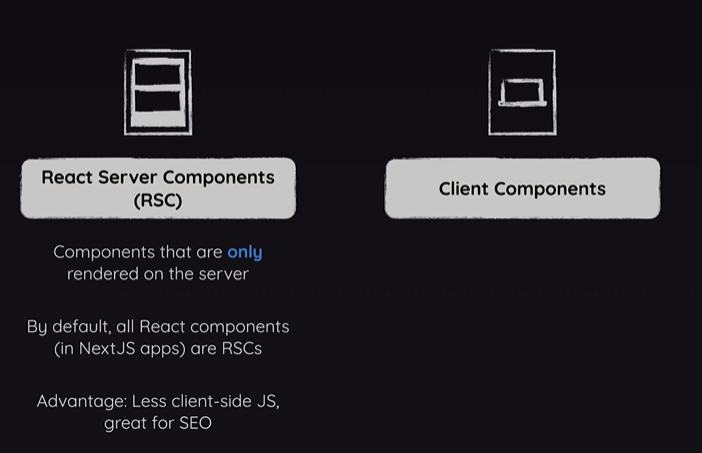 React Server Components
(RSC)
Components that are only
rendered on the server
By default, all React components
(in NextJS apps) are RSCs
Advantage: Less client-side JS,
great for SEO
Client Components